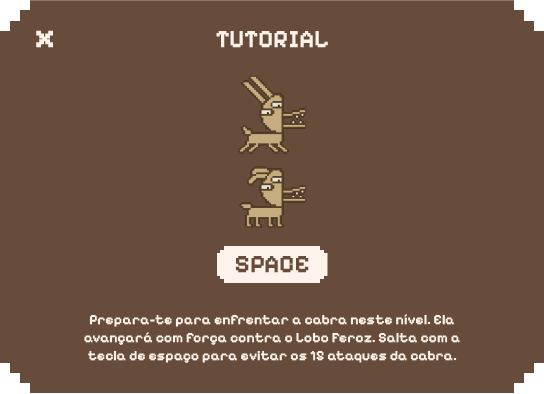 TUTORIAL
SPACE
Prepara-te para enfrentar a cabra neste nível. Ela
avançará com força contra o Lobo Feroz. Salta com a
tecla de espaço para evitar os 18 ataques da cabra.